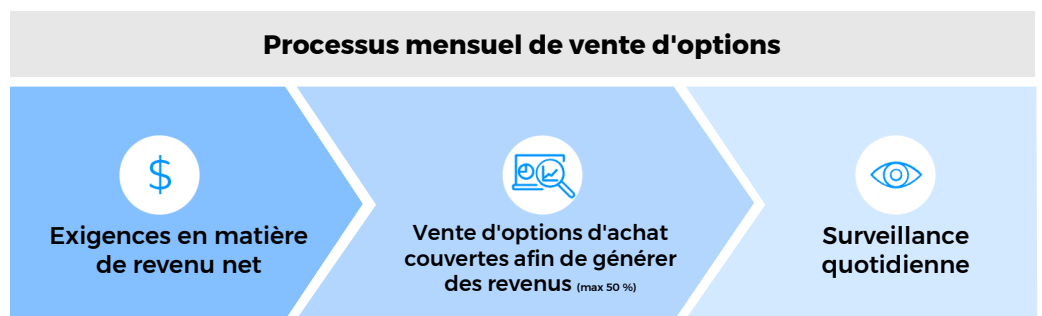 Processus mensuel de vente d'options
Exigences en matière
de revenu net
Vente d'options d'achat
couvertes afin de générer
des revenus (max 50 %)
Surveillance
quotidienne